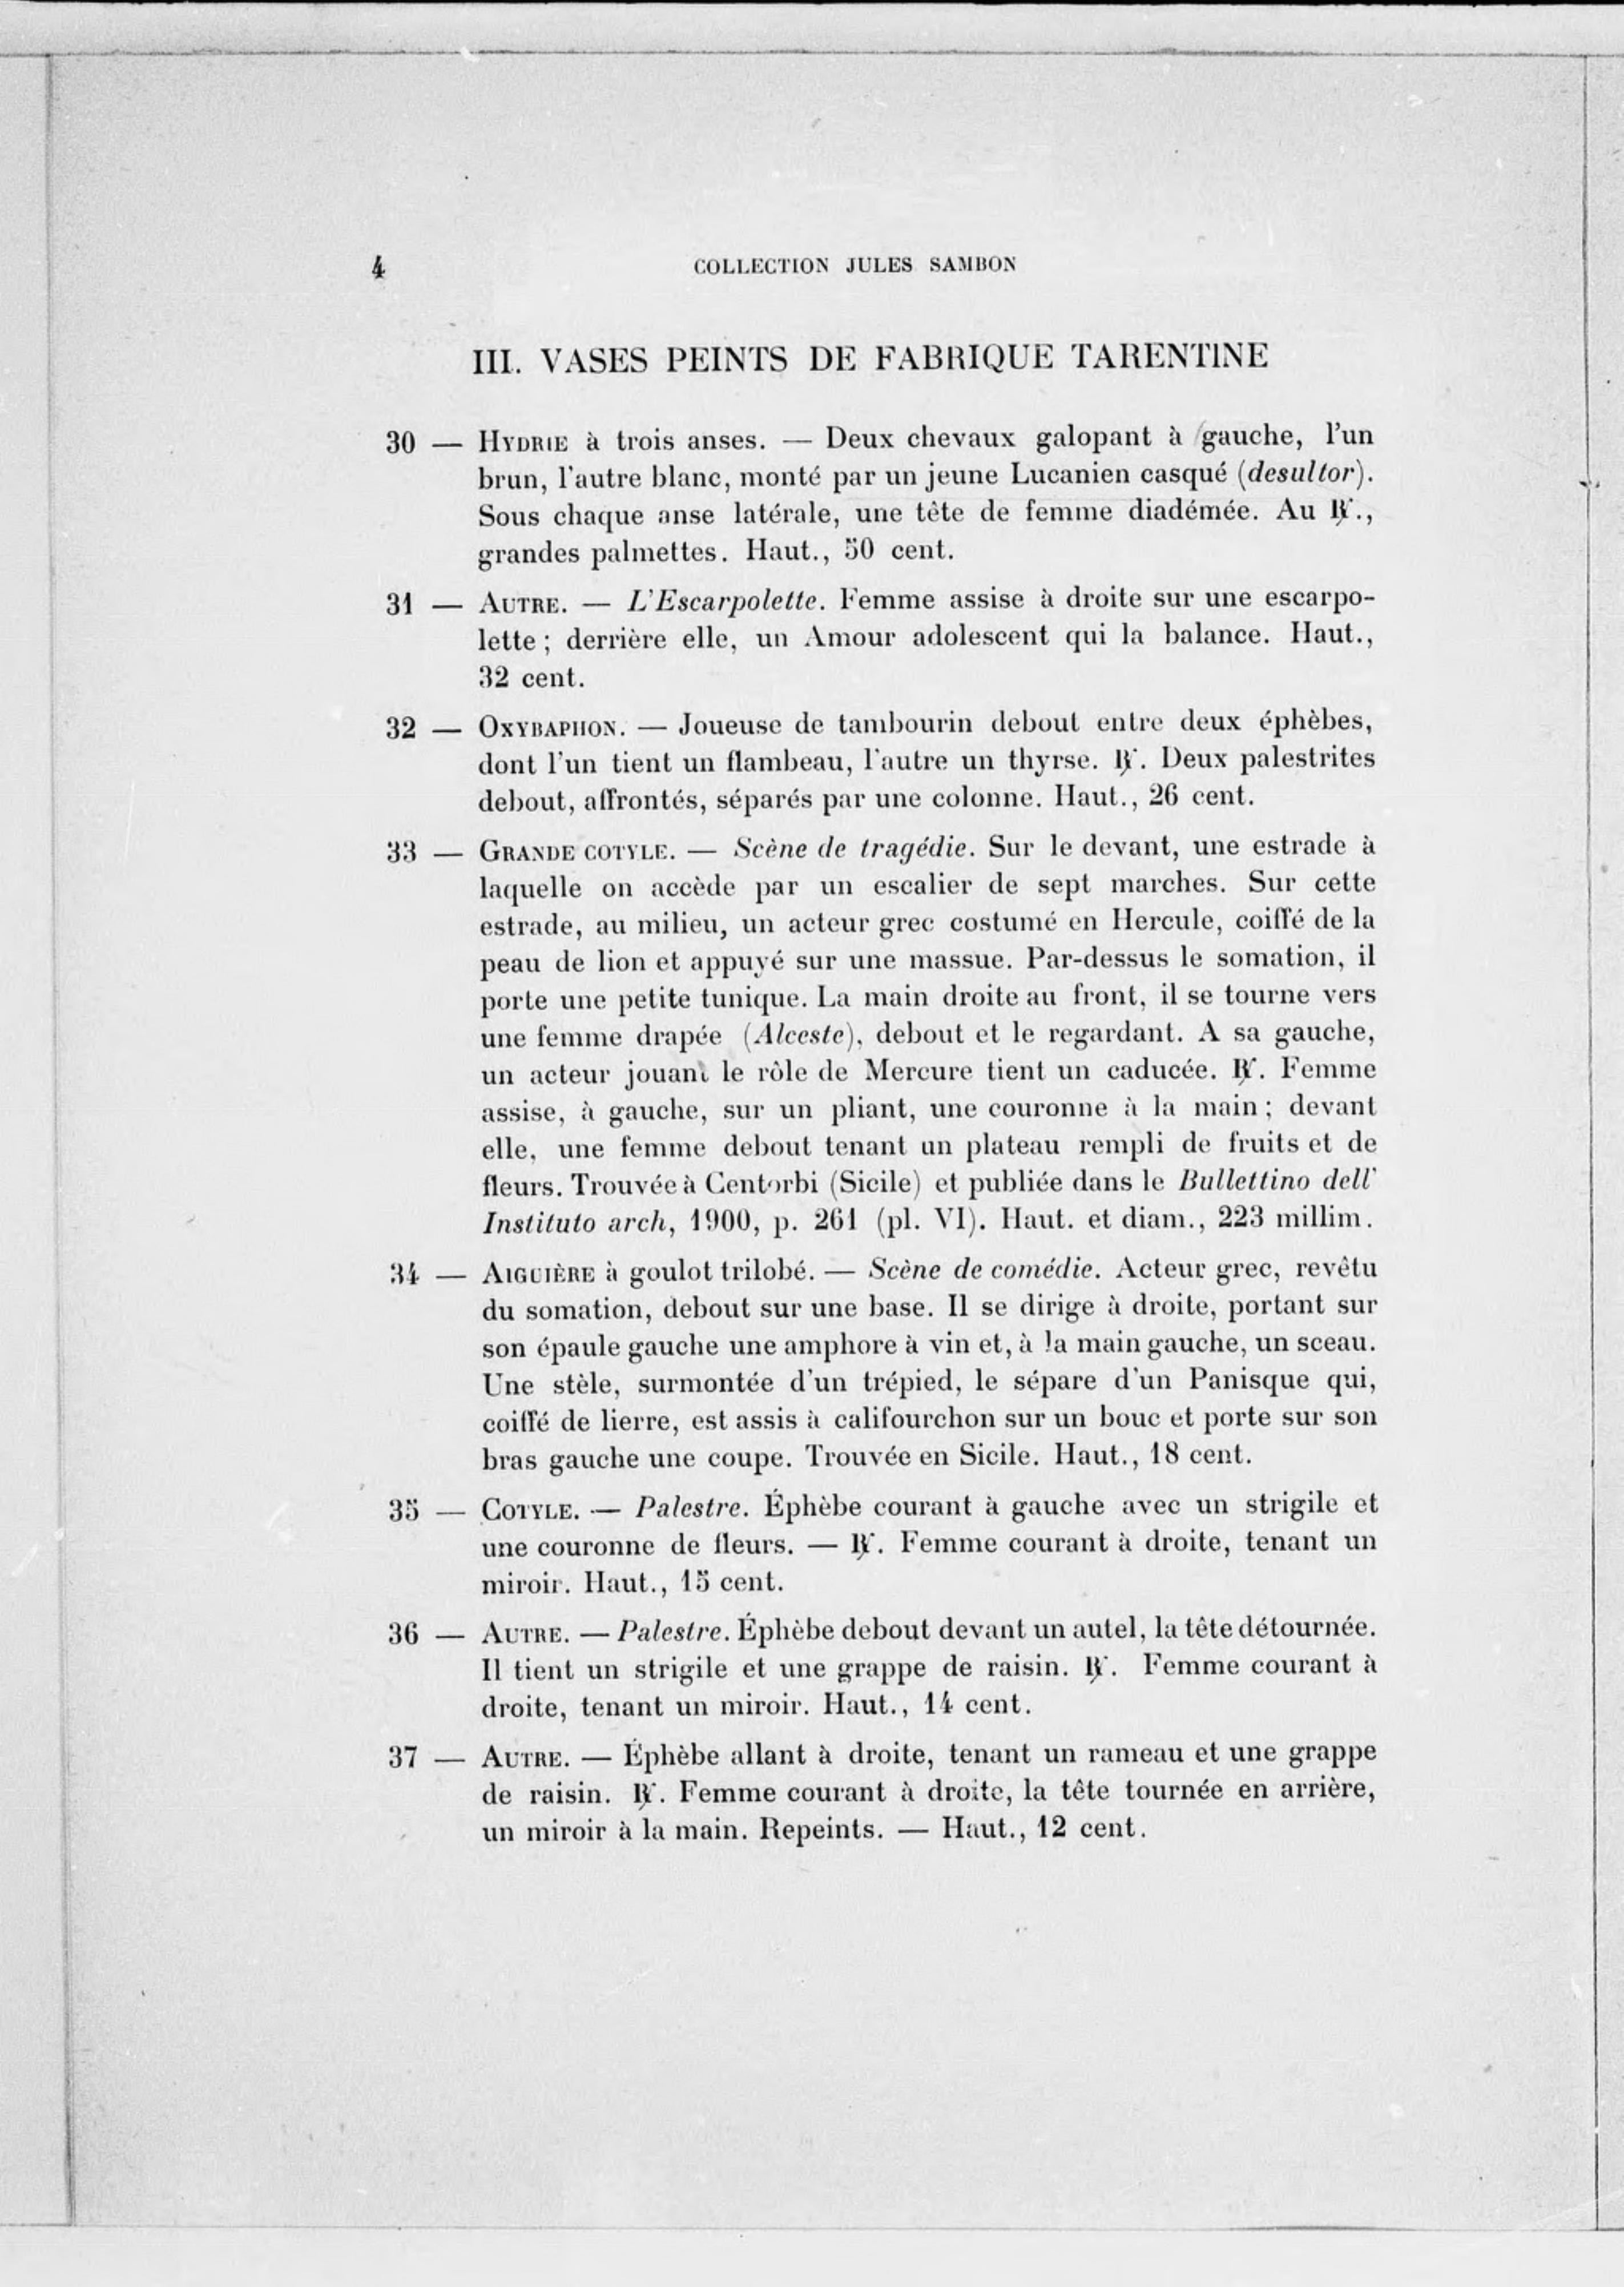 4
COLLECTION JULES SAMBON
III. VASES PEINTS DE FABRIQUE TARENTINE
30 — HYDRIE à trois anses. — Deux chevaux galopant à gauche, l'un
brun, l'autre blanc, monté par un jeune Lucanien casqué (desultor).
Sous chaque anse latérale, une tête de femme diadémée. Au ℞.,
grandes palmettes. Haut., 50 cent.
31 — AUTRE. — L'Escarpolette. Femme assise à droite sur une escarpo-
lette ; derrière elle, un Amour adolescent qui la balance. Haut.,
32 cent.
32 — OXYBAPHON. — Joueuse de tambourin debout entre deux éphèbes,
dont l'un tient un flambeau, l'autre un thyrse. ℞. Deux palestrites
debout, affrontés, séparés par une colonne. Haut., 26 cent.
33 — GRANDE COTYLE. — Scène de tragédie. Sur le devant, une estrade à
laquelle on accède par un escalier de sept marches. Sur cette
estrade, au milieu, un acteur grec costumé en Hercule, coiffé de la
peau de lion et appuyé sur une massue. Par-dessus le somation, il
porte une petite tunique. La main droite au front, il se tourne vers
une femme drapée (Alceste), debout et le regardant. A sa gauche,
un acteur jouant le rôle de Mercure tient un caducée. ℞. Femme
assise, à gauche, sur un pliant, une couronne à la main ; devant
elle, une femme debout tenant un plateau rempli de fruits et de
fleurs. Trouvée à Centorbi (Sicile) et publiée dans le Bullettino dell'
Instituto arch, 1900, p. 261 (pl. VI). Haut. et diam., 223 millim.
34 — AIGUIÈRE à goulot trilobé. — Scène de comédie. Acteur grec, revêtu
du somation, debout sur une base. Il se dirige à droite, portant sur
son épaule gauche une amphore à vin et, à la main gauche, un sceau.
Une stèle, surmontée d'un trépied, le sépare d'un Panisque qui,
coiffé de lierre, est assis à califourchon sur un bouc et porte sur son
bras gauche une coupe. Trouvée en Sicile. Haut., 18 cent.
35 — COTYLE. — Palestre. Éphèbe courant à gauche avec un strigile et
une couronne de fleurs. — ℞. Femme courant à droite, tenant un
miroir. Haut., 15 cent.
36 — AUTRE. — Palestre. Éphèbe debout devant un autel, la tête détournée.
Il tient un strigile et une grappe de raisin. ℞. Femme courant à
droite, tenant un miroir. Haut., 14 cent.
37 — AUTRE. — Éphèbe allant à droite, tenant un rameau et une grappe
de raisin. ℞. Femme courant à droite, la tête tournée en arrière,
un miroir à la main. Repeints. — Haut., 12 cent.